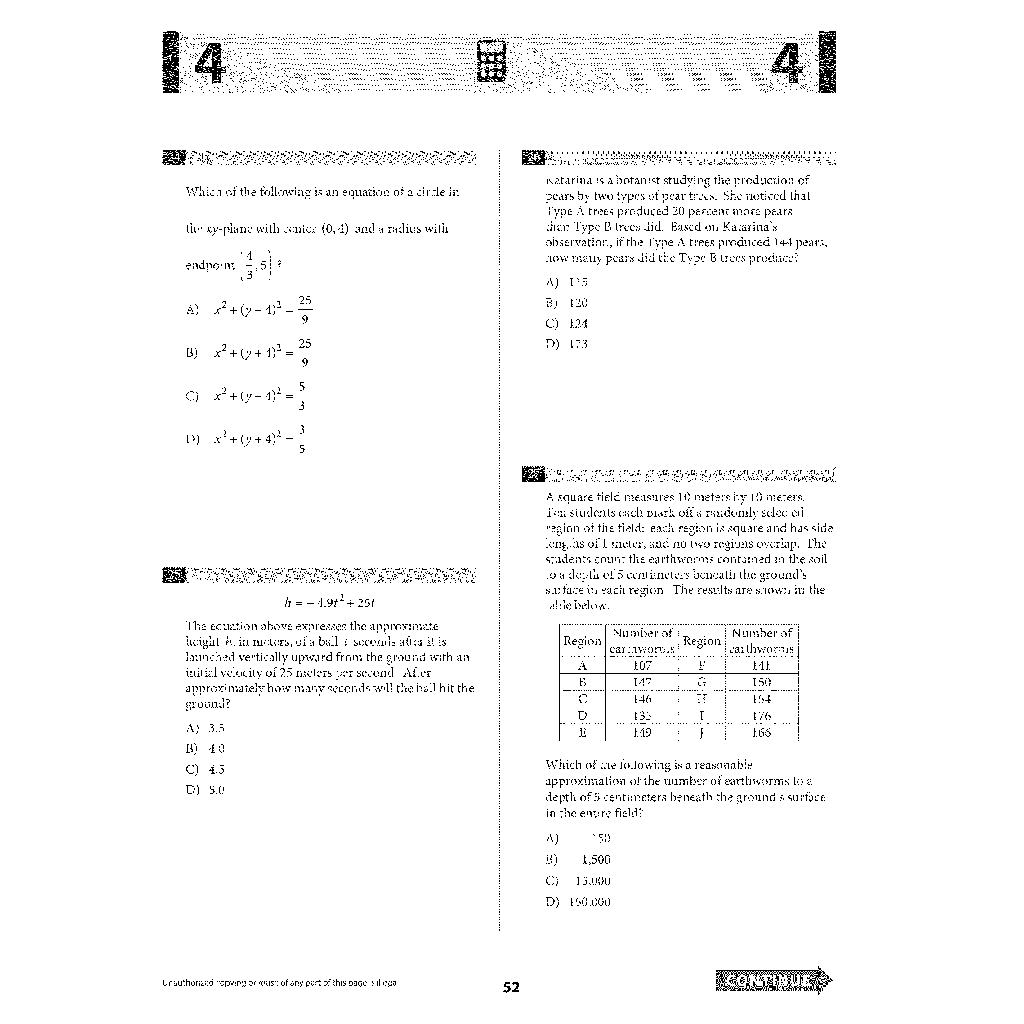 4
4
Which of the following is an equation of a circle in
the xy-plane with center (0, 4) and a radius with
endpoint (4/3, 5) ?
A) x² + (y − 4)² = 25/9
B) x² + (y + 4)² = 25/9
C) x² + (y − 4)² = 5/3
D) x² + (y + 4)² = 3/5
25
h = −4.9t² + 25t
The equation above expresses the approximate
height h, in meters, of a ball t seconds after it is
launched vertically upward from the ground with an
initial velocity of 25 meters per second. After
approximately how many seconds will the ball hit the
ground?
A) 3.5
B) 4.0
C) 4.5
D) 5.0
Katarina is a botanist studying the production of
pears by two types of pear trees. She noticed that
Type A trees produced 20 percent more pears
than Type B trees did. Based on Katarina's
observation, if the Type A trees produced 144 pears,
how many pears did the Type B trees produce?
A) 115
B) 120
C) 124
D) 173
27
A square field measures 10 meters by 10 meters.
Ten students each mark off a randomly selected
region of the field; each region is square and has side
lengths of 1 meter, and no two regions overlap. The
students count the earthworms contained in the soil
to a depth of 5 centimeters beneath the ground's
surface in each region. The results are shown in the
table below.
Region Number of earthworms Region Number of earthworms
A 107 F 141
B 147 G 150
C 146 H 154
D 135 I 176
E 149 J 166
Which of the following is a reasonable
approximation of the number of earthworms to a
depth of 5 centimeters beneath the ground's surface
in the entire field?
A) 150
B) 1,500
C) 15,000
D) 150,000
Unauthorized copying or reuse of any part of this page is illegal.
52
CONTINUE